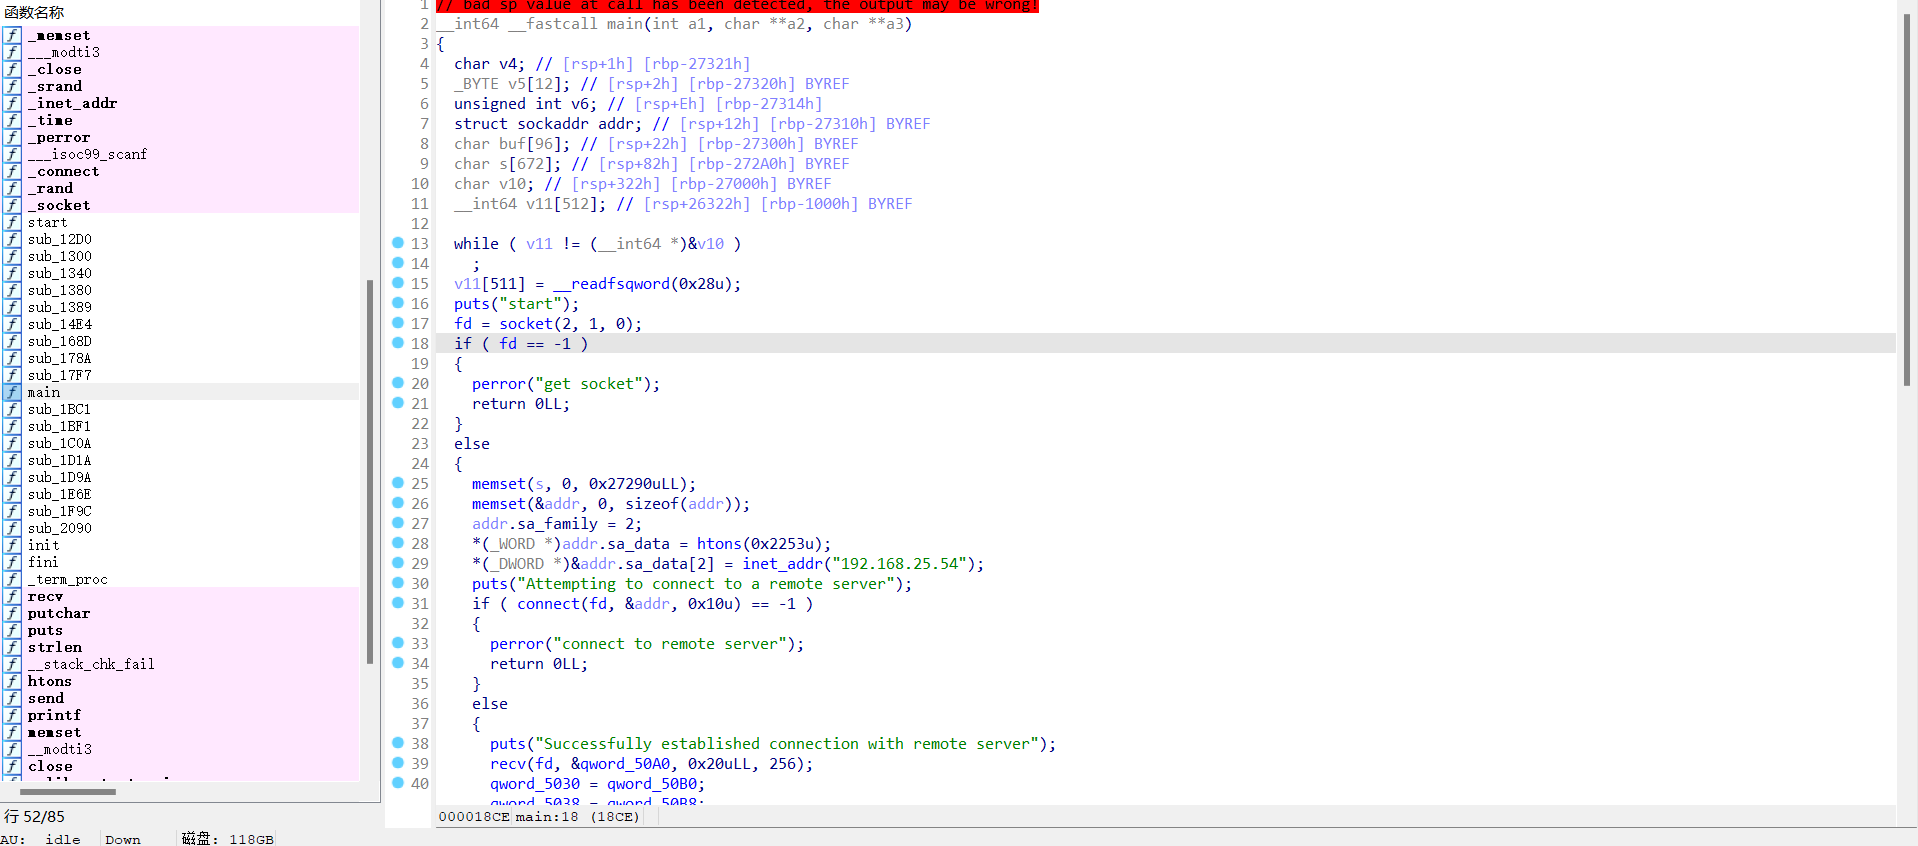 函数名称
f _memset
f ___modti3
f _close
f _srand
f _inet_addr
f _time
f _perror
f ___isoc99_scanf
f _connect
f _rand
f _socket
f start
f sub_12D0
f sub_1300
f sub_1340
f sub_1380
f sub_1389
f sub_14E4
f sub_168D
f sub_178A
f sub_17F7
f main
f sub_1BC1
f sub_1BF1
f sub_1C0A
f sub_1D1A
f sub_1D9A
f sub_1E6E
f sub_1F9C
f sub_2090
f init
f fini
f _term_proc
f recv
f putchar
f puts
f strlen
f __stack_chk_fail
f htons
f send
f printf
f memset
f __modti3
f close
行 52/85
AU: idle Down 磁盘: 118GB
1 // bad sp value at call has been detected, the output may be wrong!
2 __int64 __fastcall main(int a1, char **a2, char **a3)
3 {
4 char v4; // [rsp+1h] [rbp-27321h]
5 _BYTE v5[12]; // [rsp+2h] [rbp-27320h] BYREF
6 unsigned int v6; // [rsp+Eh] [rbp-27314h]
7 struct sockaddr addr; // [rsp+12h] [rbp-27310h] BYREF
8 char buf[96]; // [rsp+22h] [rbp-27300h] BYREF
9 char s[672]; // [rsp+82h] [rbp-272A0h] BYREF
10 char v10; // [rsp+322h] [rbp-27000h] BYREF
11 __int64 v11[512]; // [rsp+26322h] [rbp-1000h] BYREF
12
13 while ( v11 != (__int64 *)&v10 )
14 ;
15 v11[511] = __readfsqword(0x28u);
16 puts("start");
17 fd = socket(2, 1, 0);
18 if ( fd == -1 )
19 {
20 perror("get socket");
21 return 0LL;
22 }
23 else
24 {
25 memset(s, 0, 0x27290uLL);
26 memset(&addr, 0, sizeof(addr));
27 addr.sa_family = 2;
28 *(_WORD *)addr.sa_data = htons(0x2253u);
29 *(_DWORD *)&addr.sa_data[2] = inet_addr("192.168.25.54");
30 puts("Attempting to connect to a remote server");
31 if ( connect(fd, &addr, 0x10u) == -1 )
32 {
33 perror("connect to remote server");
34 return 0LL;
35 }
36 else
37 {
38 puts("Successfully established connection with remote server");
39 recv(fd, &qword_50A0, 0x20uLL, 256);
40 qword_5030 = qword_50B0;
qword_5038 = qword_50B8;
000018CE main:18 (18CE)